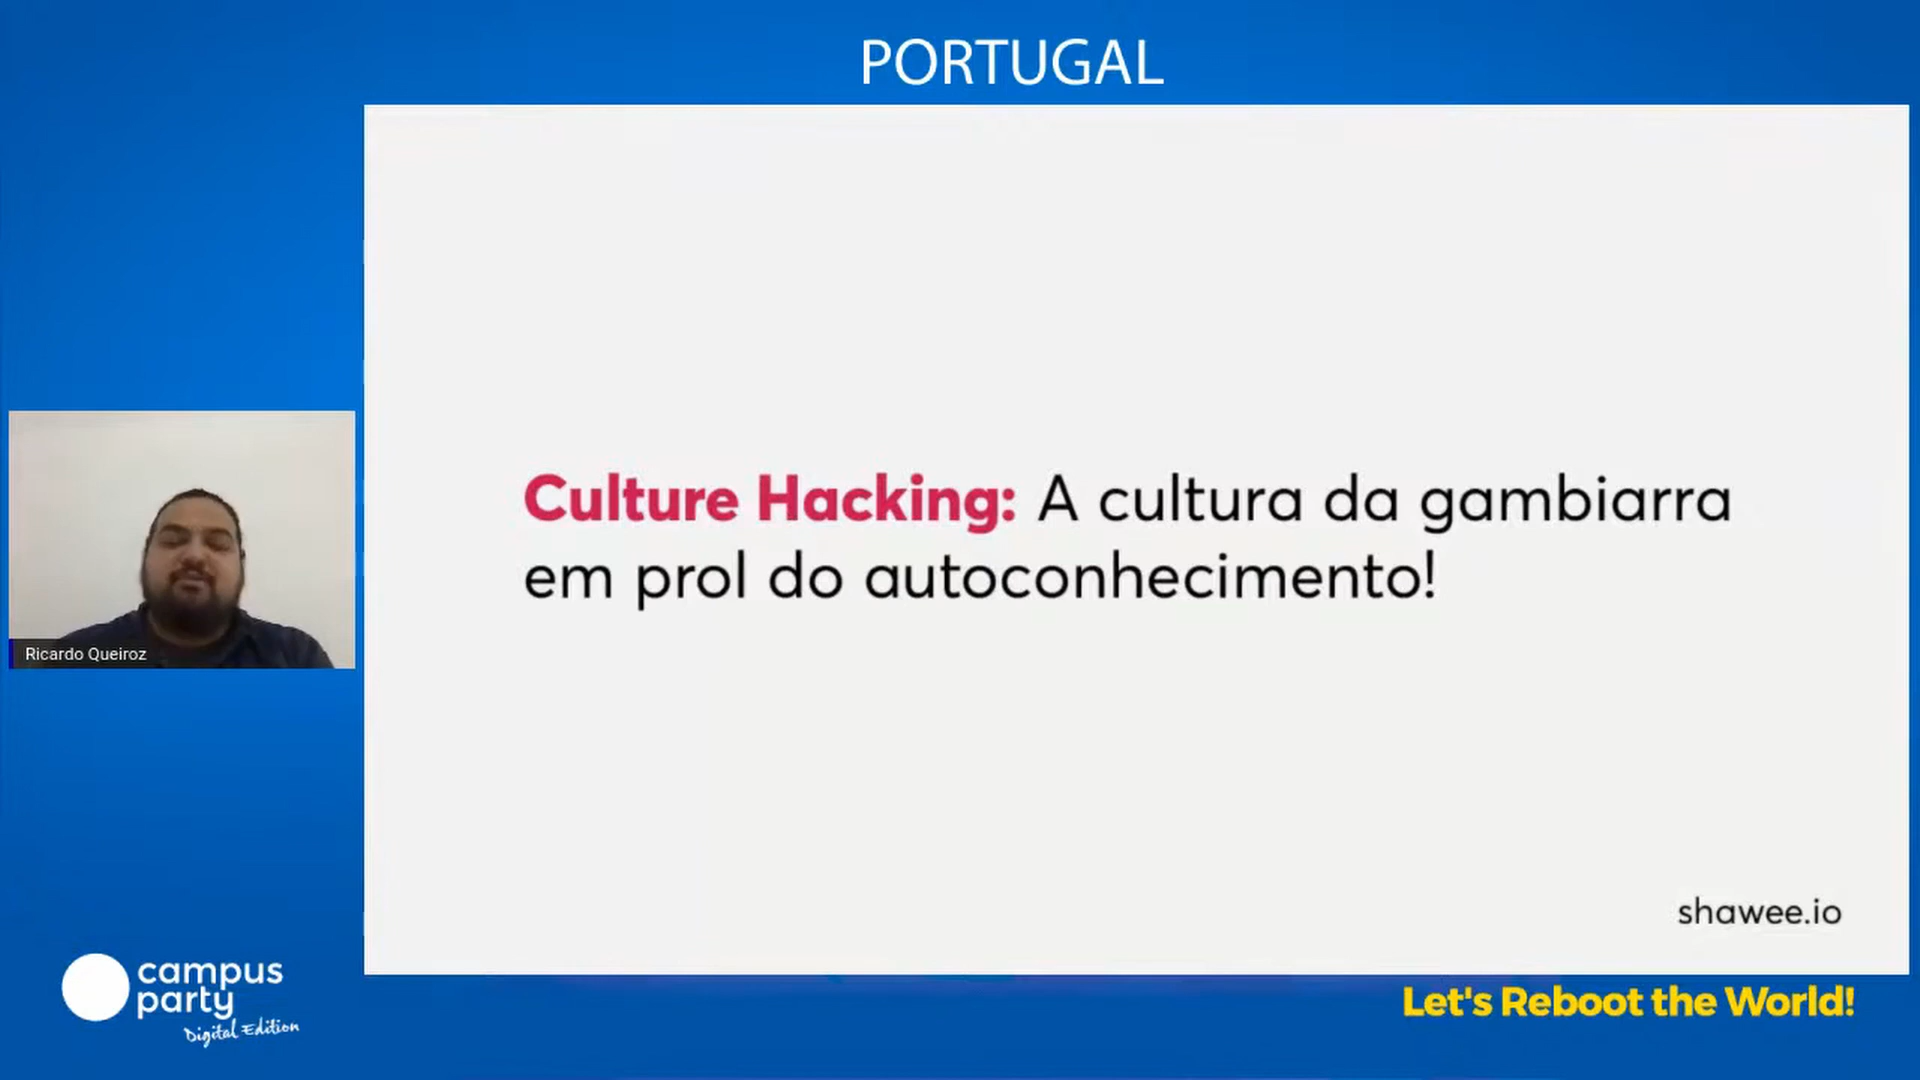 PORTUGAL
Culture Hacking: A cultura da gambiarra
em prol do autoconhecimento!
Ricardo Queiroz
shawee.io
campus
party
Digital Edition
Let's Reboot the World!